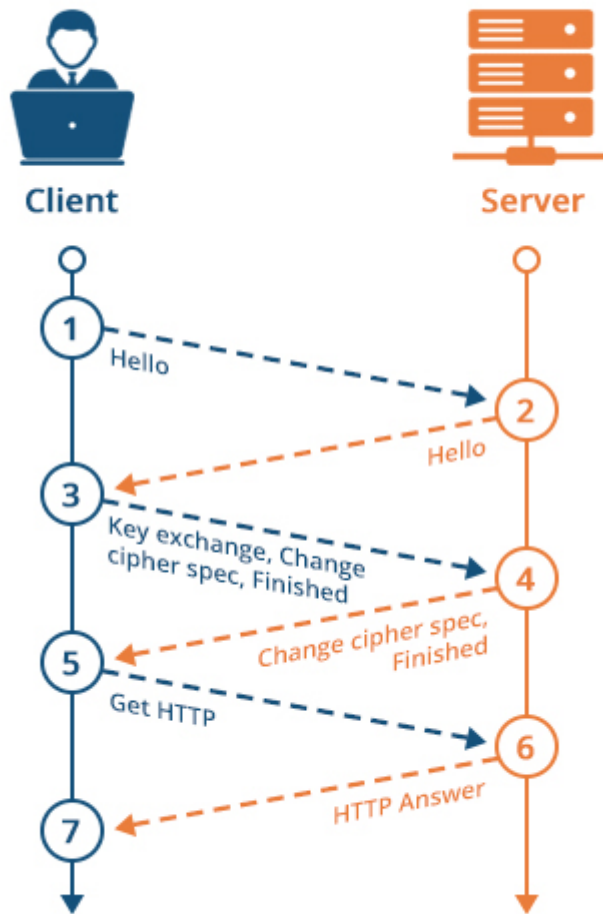 Client
Server
1
Hello
2
Hello
3
Key exchange, Change
cipher spec, Finished
4
Change cipher spec,
Finished
5
Get HTTP
6
HTTP Answer
7